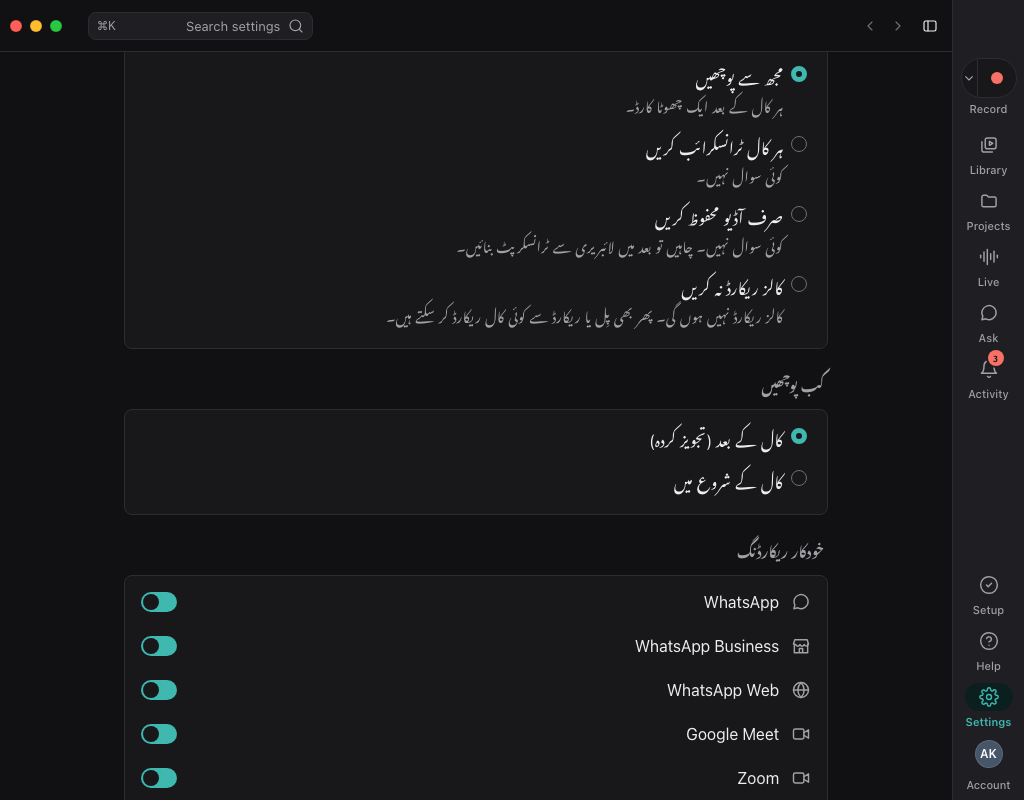 ⌘K
Search settings
مجھ سے پوچھیں
ہر کال کے بعد ایک چھوٹا کارڈ۔
ہر کال ٹرانسکرائب کریں
کوئی سوال نہیں۔
صرف آڈیو محفوظ کریں
کوئی سوال نہیں۔ چاہیں تو بعد میں لائبریری سے ٹرانسکرپٹ بنائیں۔
کالز ریکارڈ نہ کریں
کالز ریکارڈ نہیں ہوں گی۔ پھر بھی پِل یا ریکارڈ سے کوئی کال ریکارڈ کر سکتے ہیں۔
کب پوچھیں
کال کے بعد (تجویز کردہ)
کال کے شروع میں
خودکار ریکارڈنگ
WhatsApp
WhatsApp Business
WhatsApp Web
Google Meet
Zoom
Record
Library
Projects
Live
Ask
3
Activity
Setup
Help
Settings
AK
Account